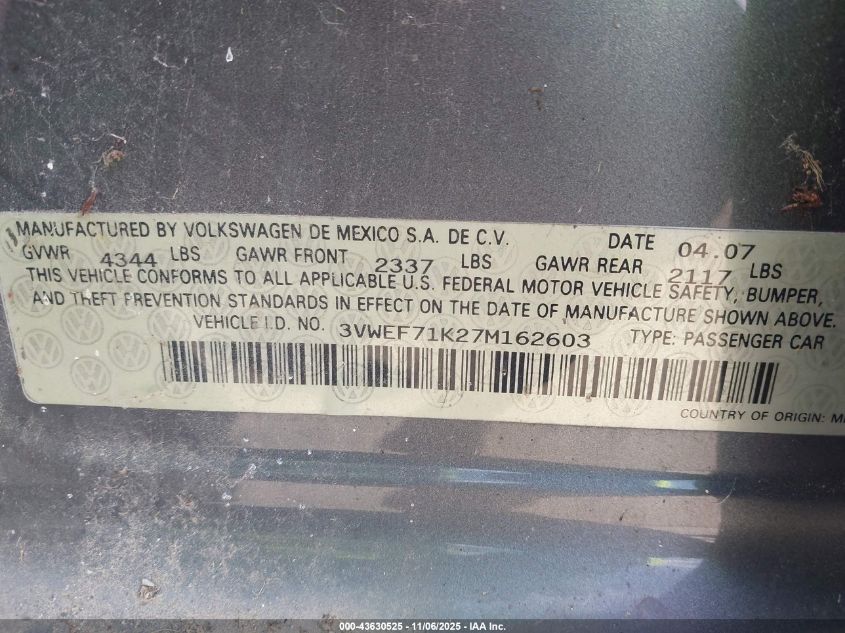 MANUFACTURED BY VOLKSWAGEN DE MEXICO S.A. DE C.V. DATE 04.07
GVWR 4344 LBS GAWR FRONT 2337 LBS GAWR REAR 2117 LBS
THIS VEHICLE CONFORMS TO ALL APPLICABLE U.S. FEDERAL MOTOR VEHICLE SAFETY, BUMPER,
AND THEFT PREVENTION STANDARDS IN EFFECT ON THE DATE OF MANUFACTURE SHOWN ABOVE.
VEHICLE I.D. NO. 3VWEF71K27M162603 TYPE: PASSENGER CAR
COUNTRY OF ORIGIN:
000-43630525 - 11/06/2025 - IAA Inc.